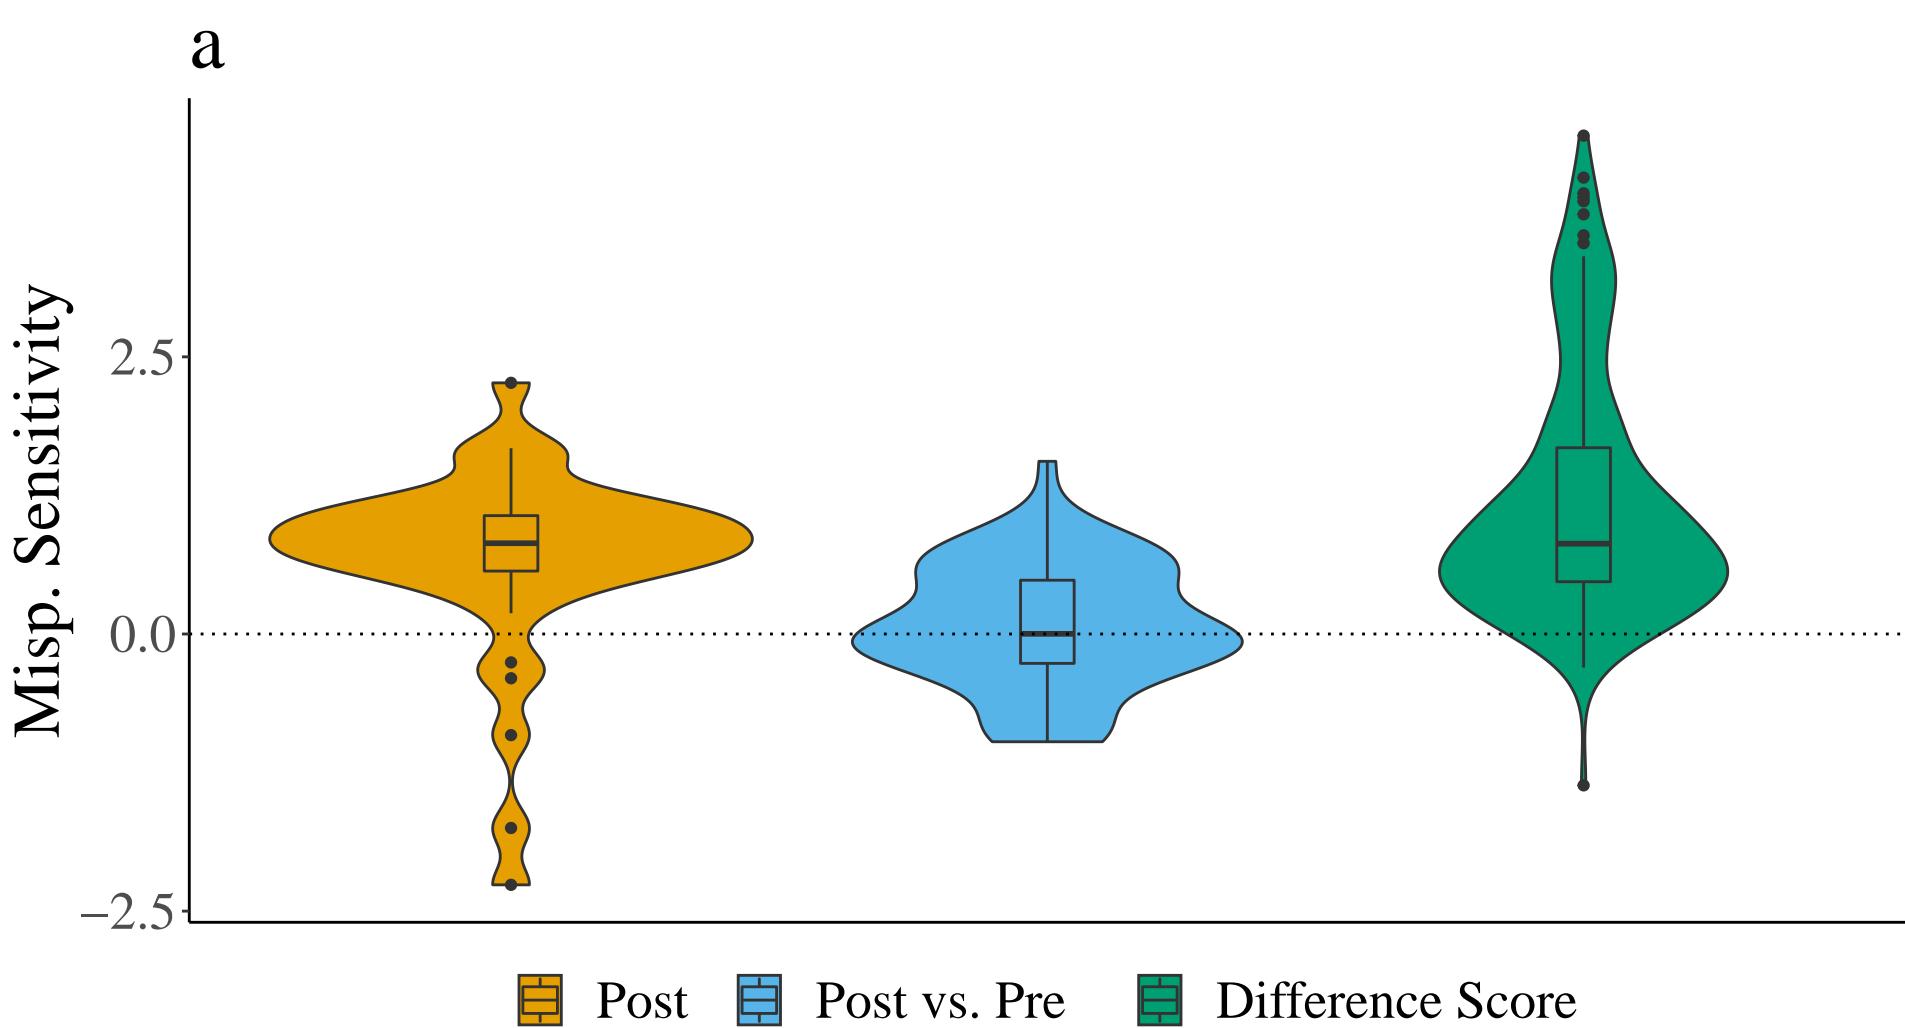 a
Misp. Sensitivity
2.5
0.0
−2.5
Post
Post vs. Pre
Difference Score